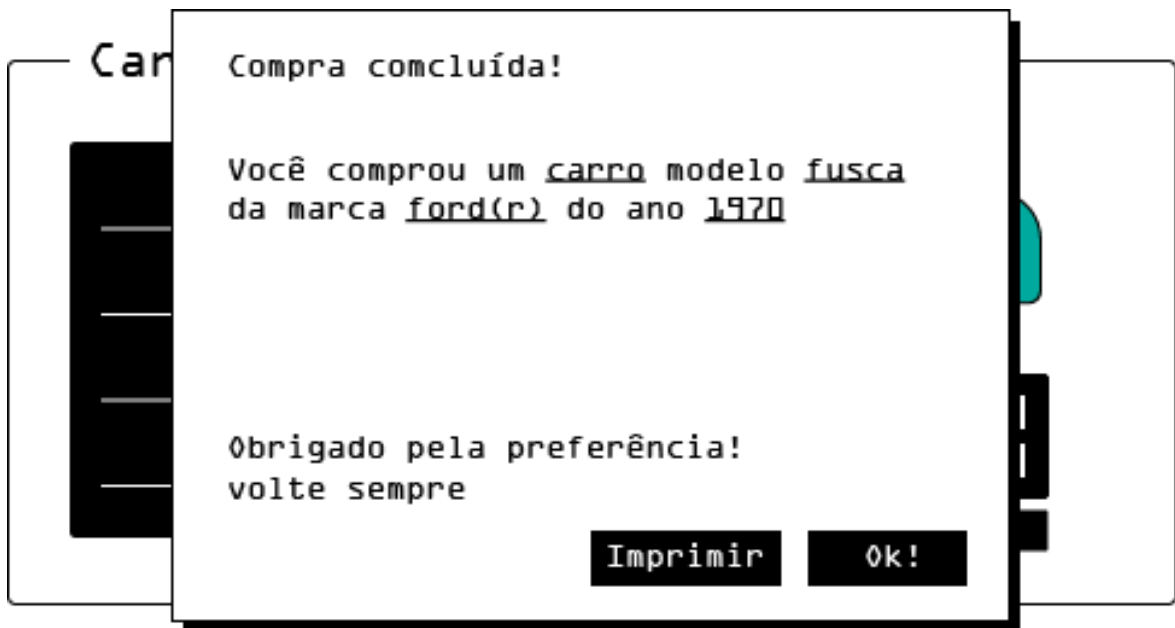 Car
Compra comcluída!
Você comprou um carro modelo fusca
da marca ford(r) do ano 1970
Obrigado pela preferência!
volte sempre
Imprimir Ok!